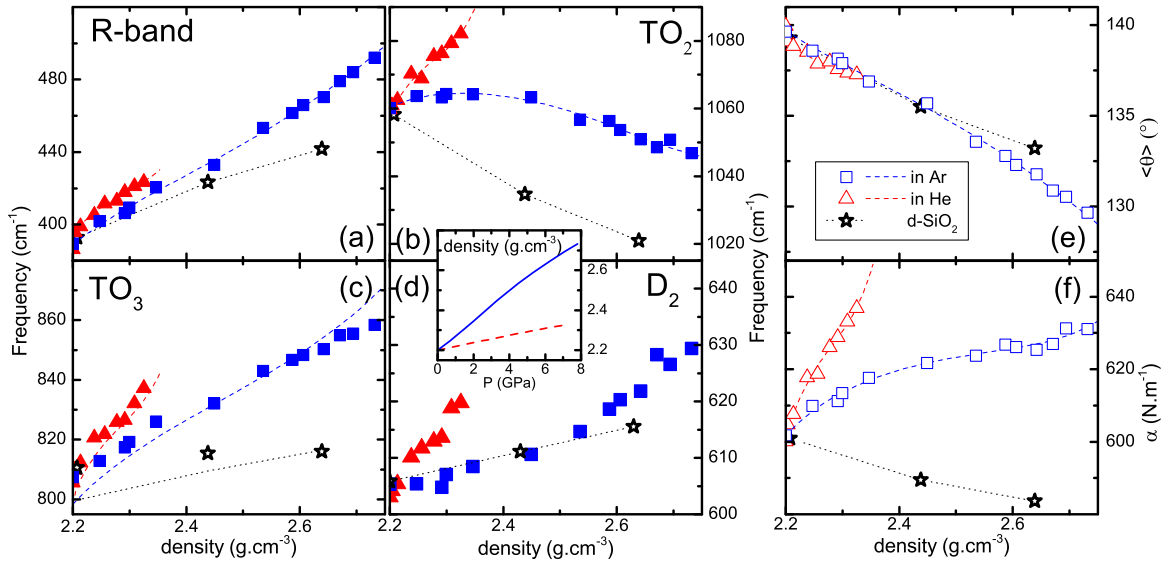 R-band
TO2
480
440
400
(a)
1080
1060
1040
1020
(b)
140
135
130
<θ> (°)
(e)
in Ar
in He
d-SiO2
Frequency (cm-1)
Frequency (cm-1)
TO3
(c)
860
840
820
800
2.2
2.4
2.6
density (g.cm-3)
(d)
D2
density (g.cm-3)
2.6
2.4
2.2
0 2 4 6 8
P (GPa)
640
630
620
610
600
2.2
2.4
2.6
density (g.cm-3)
(f)
640
620
600
α (N.m-1)
2.2
2.4
2.6
density (g.cm-3)